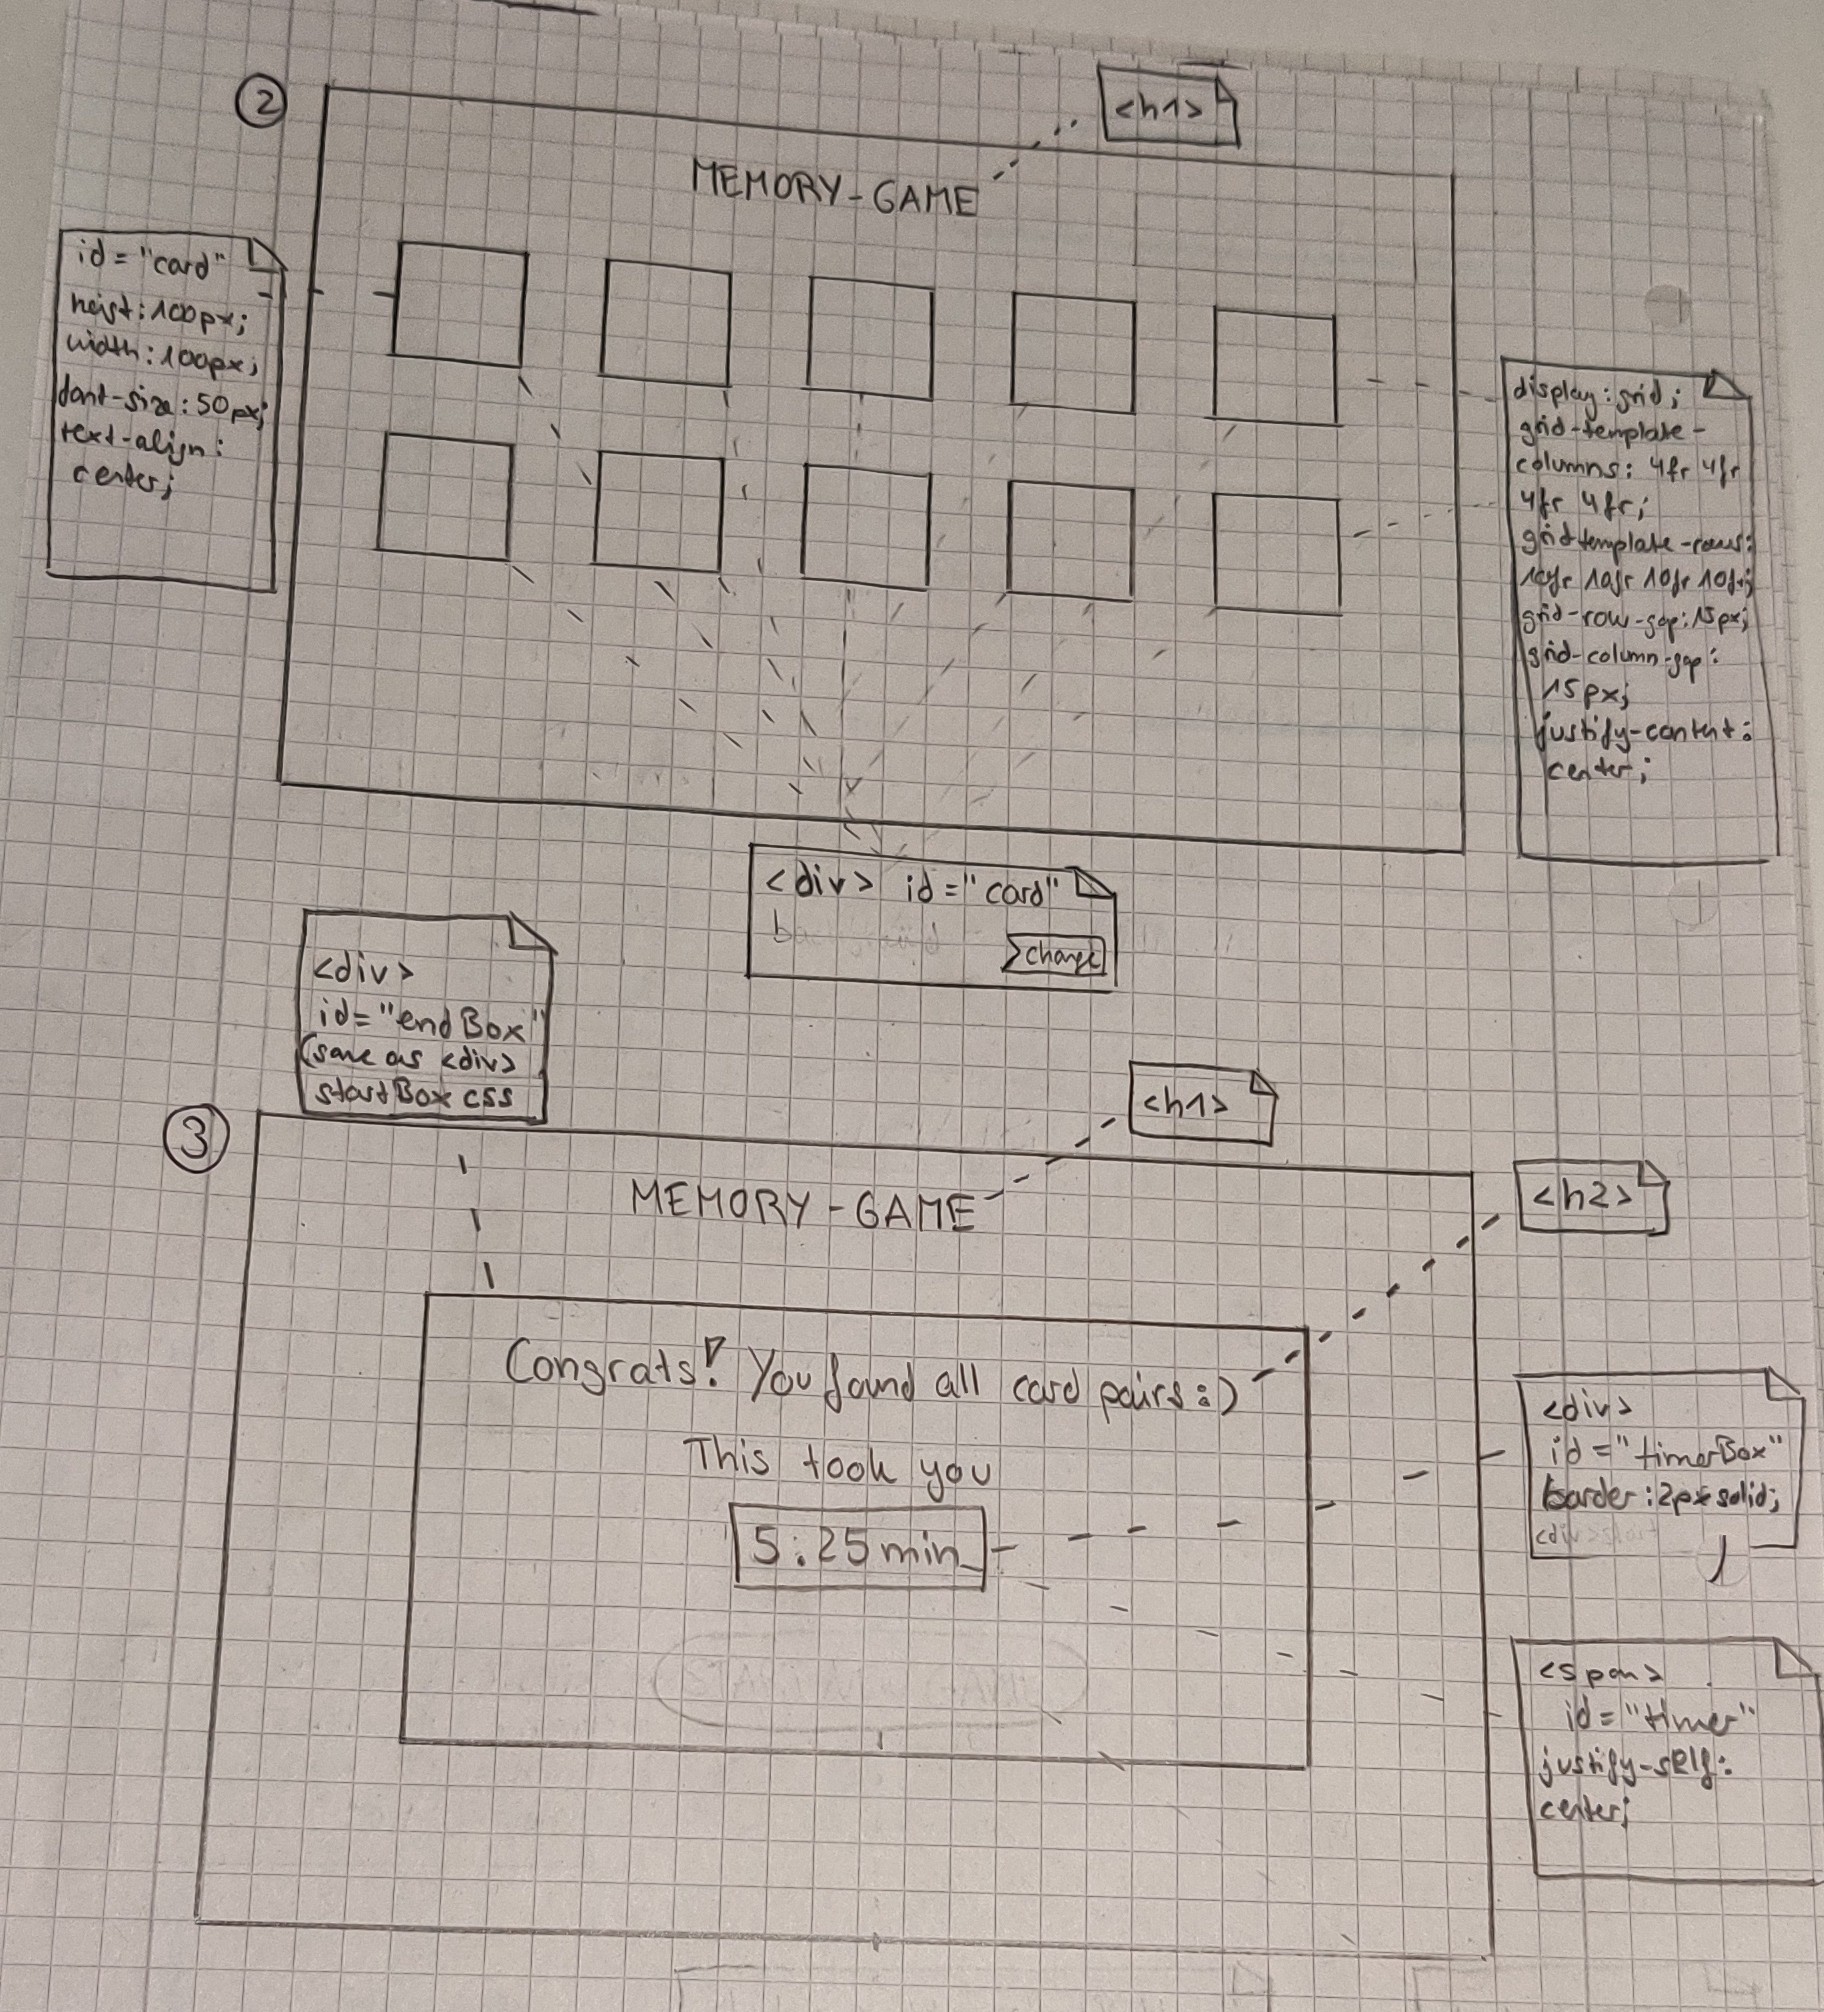 2
<h1>
MEMORY-GAME
id = "card"
heigt: 100px;
width: 100px;
font-size: 50px;
text-align:
center;
display: grid;
grid-template-
columns: 4fr 4fr
4fr 4fr;
grid template-rows:
10fr 10fr 10fr 10fr;
grid-row-gap: 15px;
grid-column-gap:
15px;
justify-content:
center;
<div> id = "card"
change
<div>
id = "endBox"
(same as <div>
startBox css
3
<h1>
MEMORY - GAME
<h2>
Congrats! You found all card pairs :)
This took you
5:25 min
<div>
id = "timerBox"
border: 2px solid;
<span>
id = "timer"
justify-self:
center;